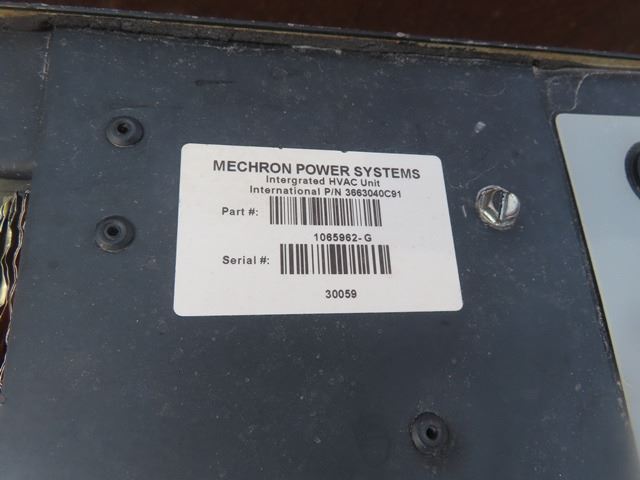 MECHRON POWER SYSTEMS
Intergrated HVAC Unit
International P/N 3663040C91
Part #:
1065962-G
Serial #:
30059